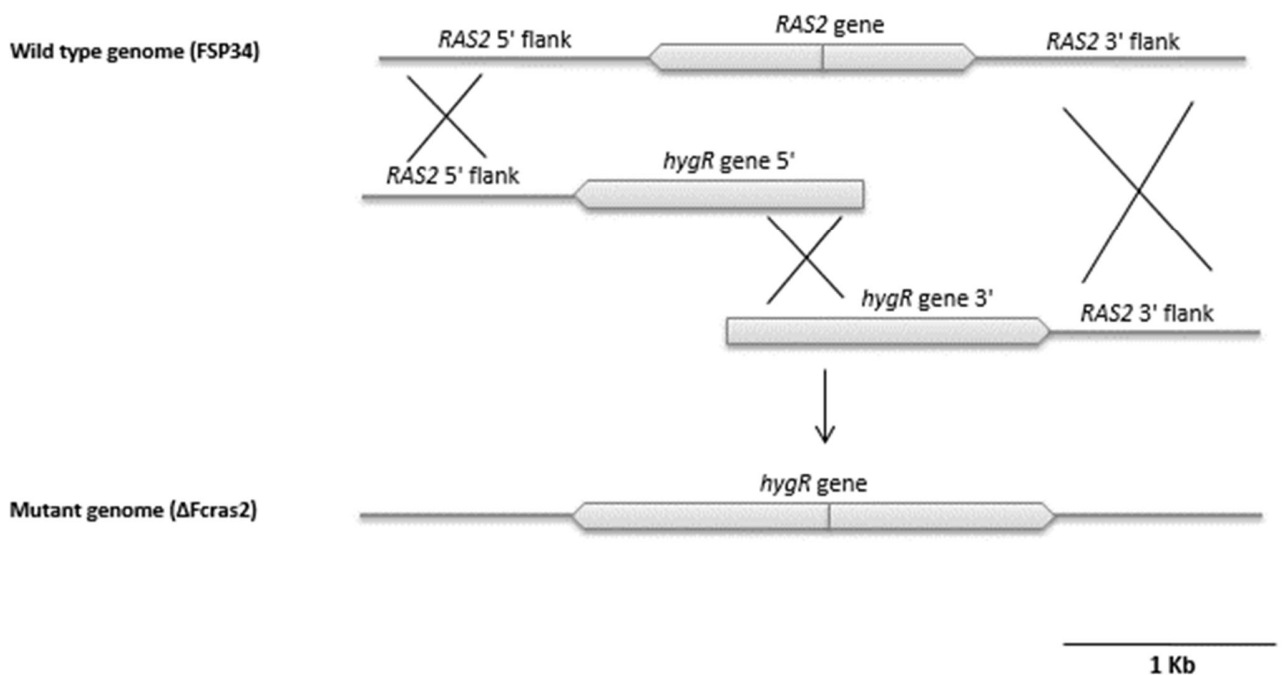 RAS2 gene
RAS2 5' flank
RAS2 3' flank
Wild type genome (FSP34)
hygR gene 5'
RAS2 5' flank
hygR gene 3'
RAS2 3' flank
hygR gene
Mutant genome (ΔFcras2)
1 Kb